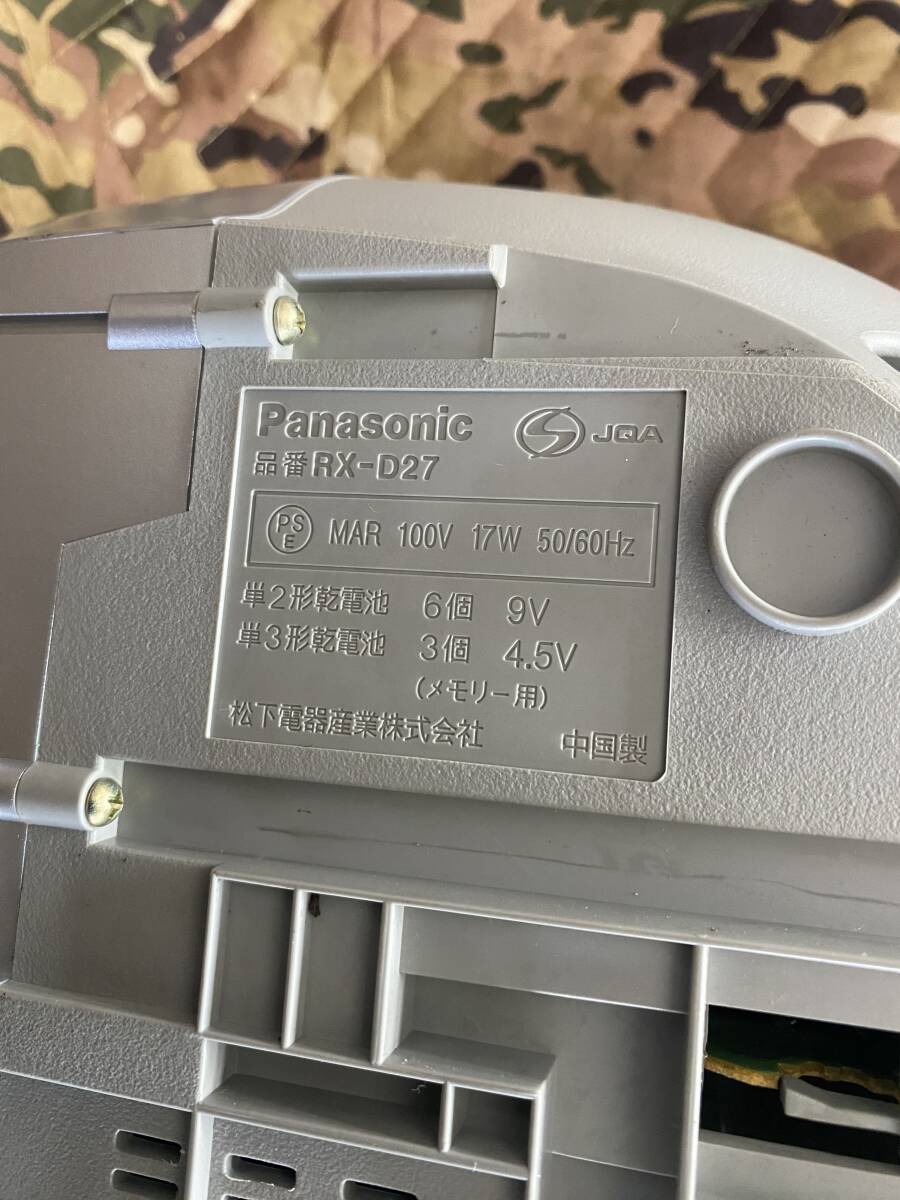 Panasonic S JQA
品番 RX-D27
PS E MAR 100V 17W 50/60Hz
単2形乾電池 6個 9V
単3形乾電池 3個 4.5V
(メモリー用)
松下電器産業株式会社 中国製